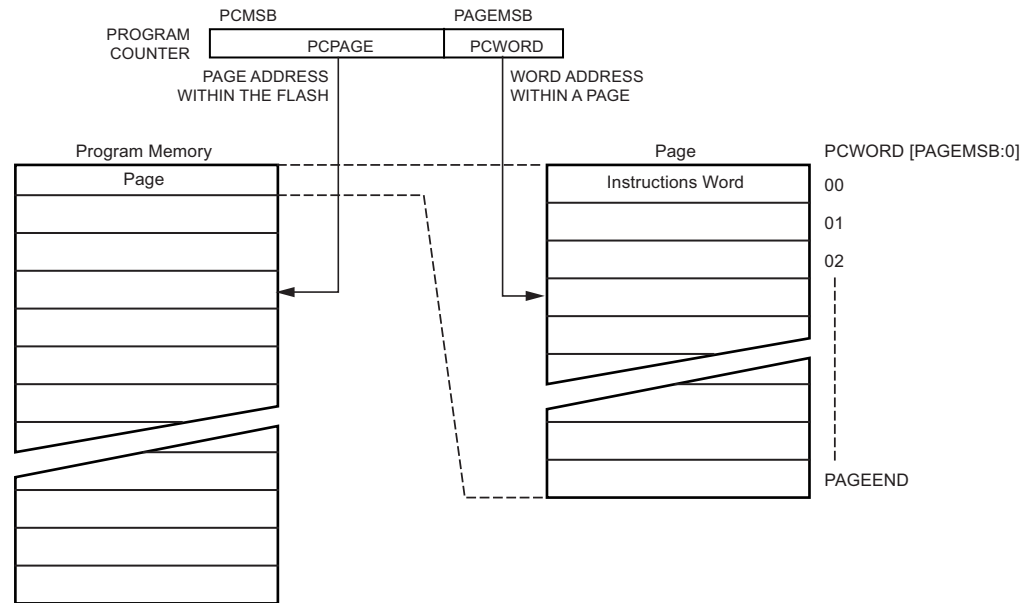 PCMSB
PAGEMSB
PROGRAM
COUNTER
PCPAGE
PCWORD
PAGE ADDRESS
WITHIN THE FLASH
WORD ADDRESS
WITHIN A PAGE
Program Memory
Page
Page
Instructions Word
PCWORD [PAGEMSB:0]
00
01
02
PAGEEND